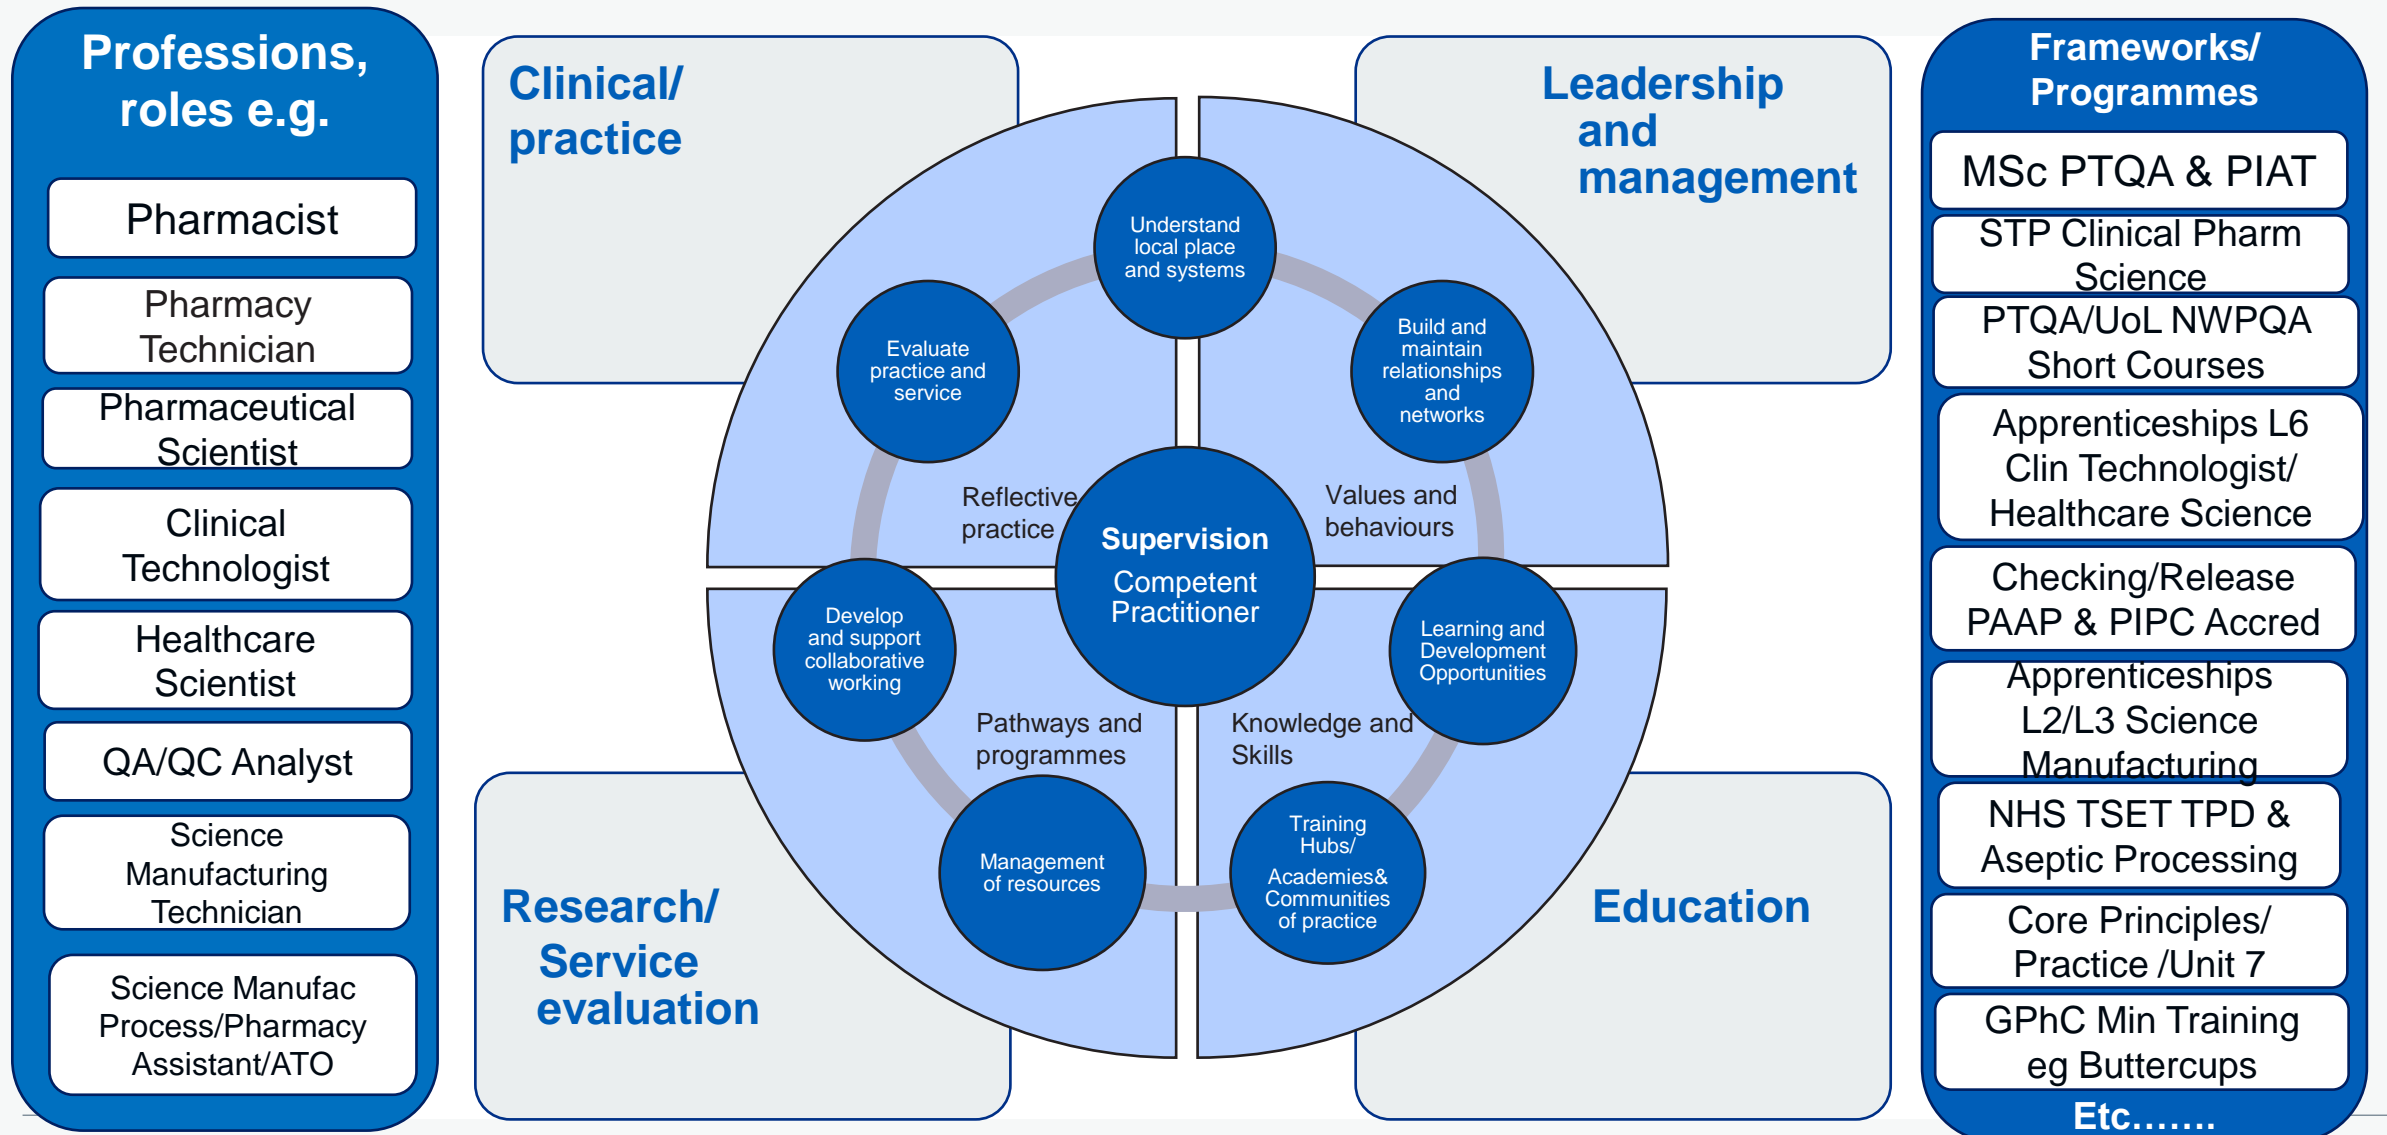 Professions,
roles e.g.
Pharmacist
Pharmacy
Technician
Pharmaceutical
Scientist
Clinical
Technologist
Healthcare
Scientist
QA/QC Analyst
Science
Manufacturing
Technician
Science Manufac
Process/Pharmacy
Assistant/ATO
Clinical/
practice
Leadership
and
management
Understand
local place
and systems
Evaluate
practice and
service
Build and
maintain
relationships
and
networks
Reflective
practice
Values and
behaviours
Supervision
Competent
Practitioner
Develop
and support
collaborative
working
Learning and
Development
Opportunities
Pathways and
programmes
Knowledge and
Skills
Management
of resources
Training
Hubs/
Academies&
Communities
of practice
Research/
Service
evaluation
Education
Frameworks/
Programmes
MSc PTQA & PIAT
STP Clinical Pharm
Science
PTQA/UoL NWPQA
Short Courses
Apprenticeships L6
Clin Technologist/
Healthcare Science
Checking/Release
PAAP & PIPC Accred
Apprenticeships
L2/L3 Science
Manufacturing
NHS TSET TPD &
Aseptic Processing
Core Principles/
Practice /Unit 7
GPhC Min Training
eg Buttercups
Etc.......